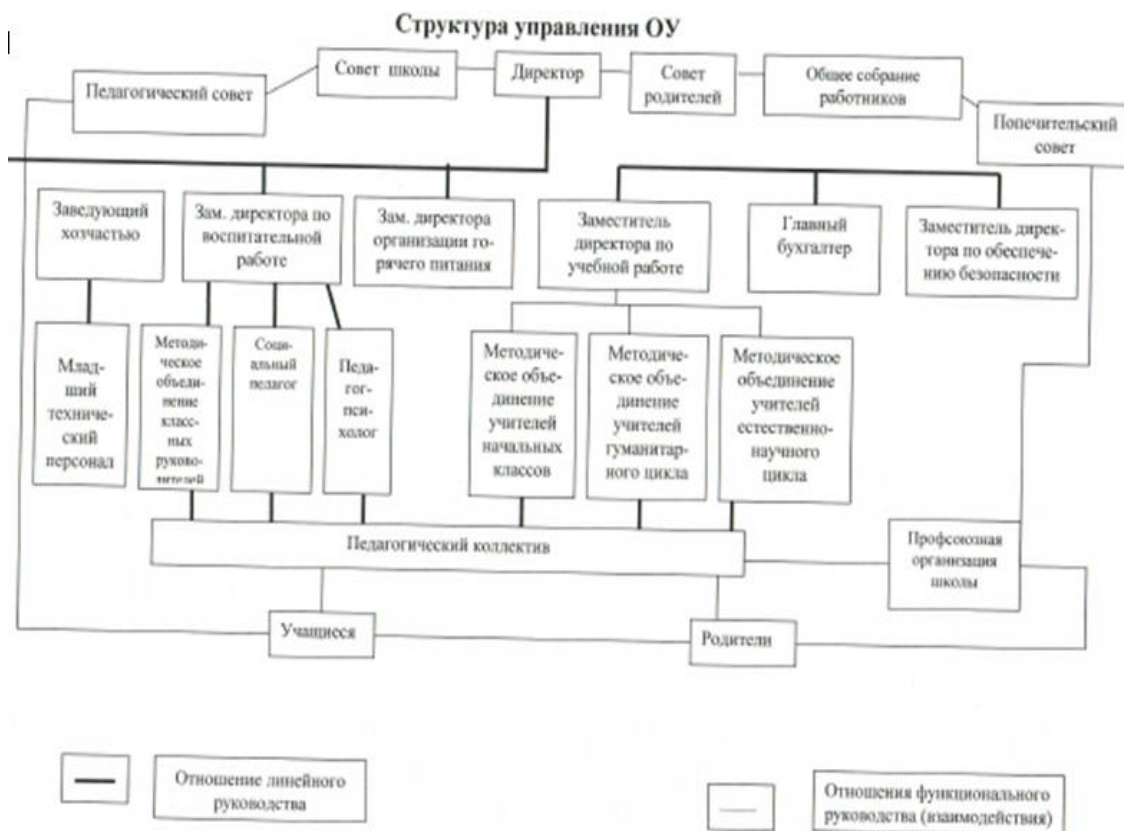 Структура управления ОУ
Педагогический совет
Совет школы
Директор
Совет
родителей
Общее собрание
работников
Попечительский
совет
Заведующий
хозчастью
Зам. директора по
воспитательной
работе
Зам. директора
организации го-
рячего питания
Заместитель
директора по
учебной работе
Главный
бухгалтер
Заместитель дирек-
тора по обеспече-
нию безопасности
Млад-
ший
техниче-
ский
персонал
Методи-
ческое
объеди-
нение
класс-
ных
руково-
дителей
Соци-
альный
педагог
Педа-
гог-
пси-
холог
Методиче-
ское объе-
динение
учителей
начальных
классов
Методиче-
ское объе-
динение
учителей
гуманитар-
ного цикла
Методическое
объединение
учителей
естественно-
научного
цикла
Педагогический коллектив
Профсоюзная
организация
школы
Учащиеся
Родители
Отношение линейного
руководства
Отношения функционального
руководства (взаимодействия)